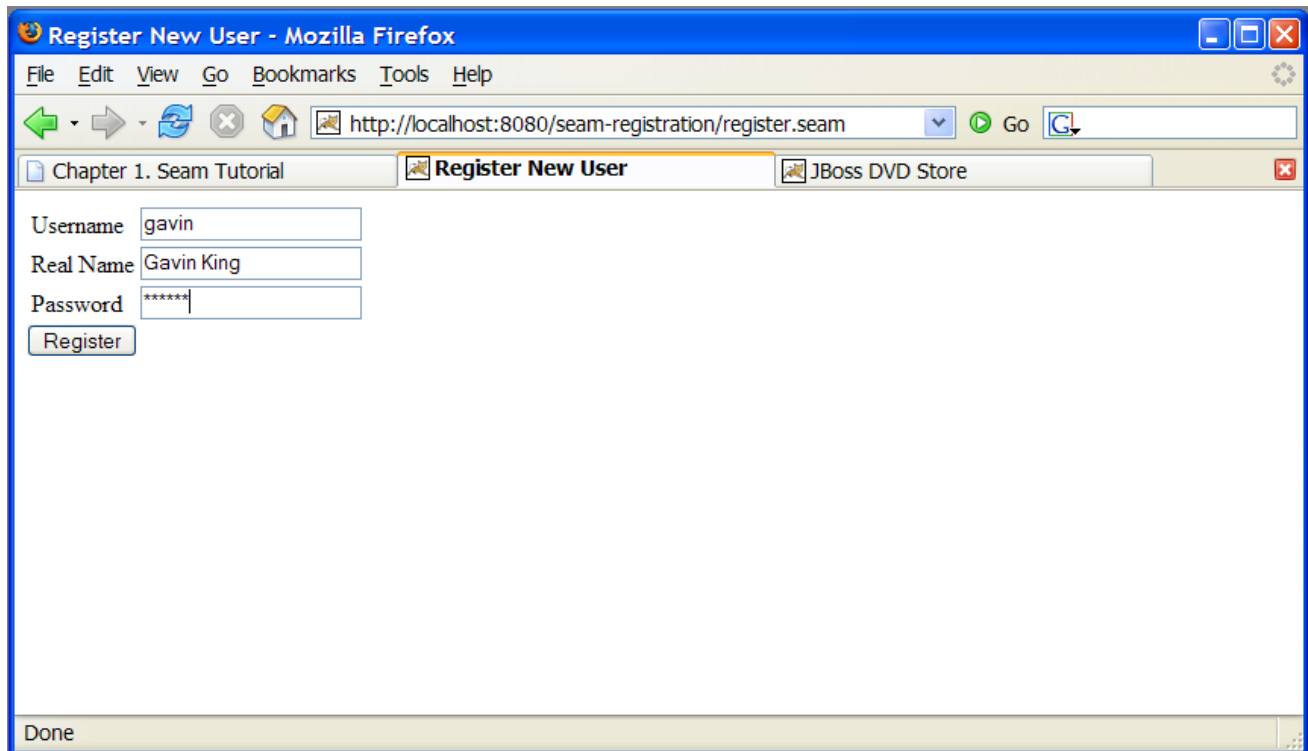 Register New User - Mozilla Firefox
File Edit View Go Bookmarks Tools Help
http://localhost:8080/seam-registration/register.seam Go G
Chapter 1. Seam Tutorial Register New User JBoss DVD Store
Username gavin
Real Name Gavin King
Password ******
Register
Done